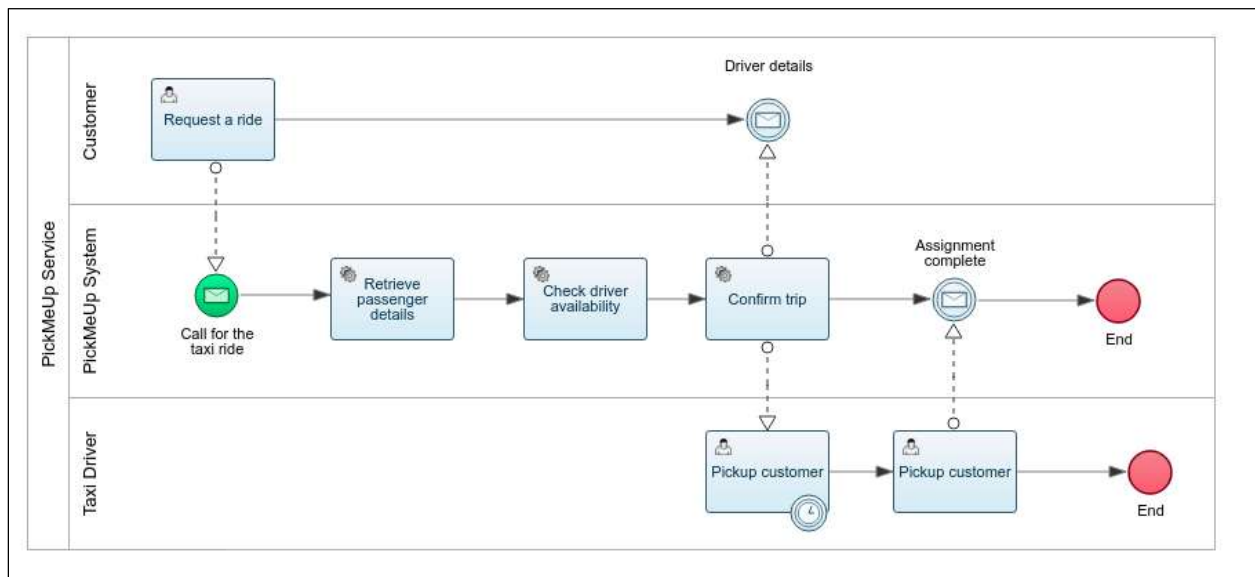 PickMeUp Service
Customer
Request a ride
Driver details
PickMeUp System
Call for the
taxi ride
Retrieve
passenger
details
Check driver
availability
Confirm trip
Assignment
complete
End
Taxi Driver
Pickup customer
Pickup customer
End